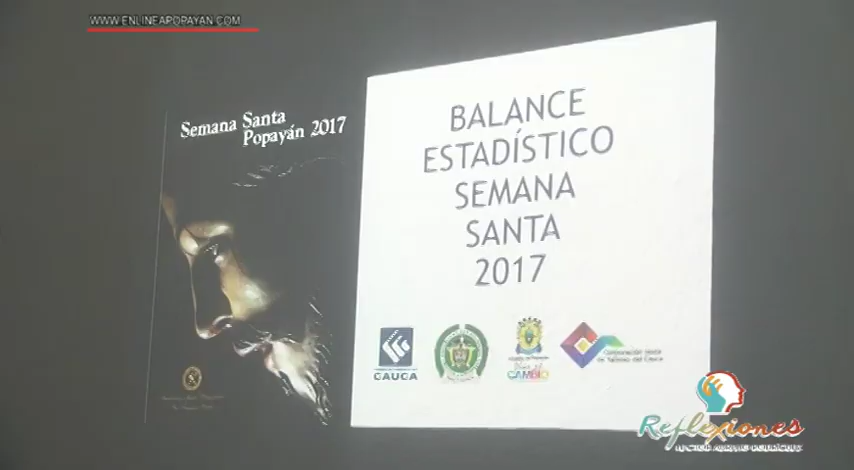 WWW.ENLINEAPOPAYAN.COM
Semana Santa
Popayán 2017
BALANCE
ESTADÍSTICO
SEMANA
SANTA
2017
CAUCA
CAMBIO
Reflexiones